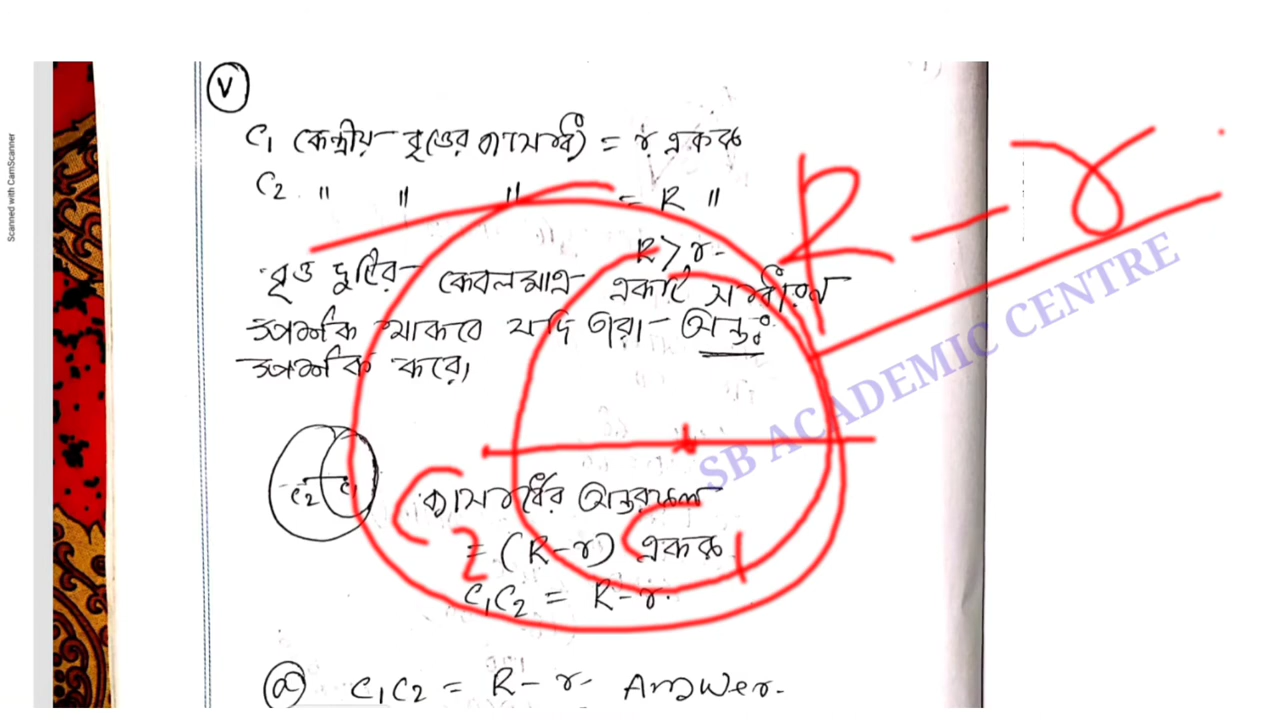 Scanned with CamScanner
V
C₁ কেন্দ্রীয় বৃত্তের ব্যাসার্ধ = r একক
C₂ " " " = R "
R > r.
বৃত্ত দুটির কেবলমাত্র একটি সাধারণ
স্পর্শক থাকবে যদি তারা অন্তঃ
স্পর্শক করে।
C₂ C₁
ব্যাসার্ধের অন্তরফল
= (R-r) একক
C₁C₂ = R-r.
a C₁C₂ = R-r. Answer.
R-r
C₂
C₁
SB ACADEMIC CENTRE